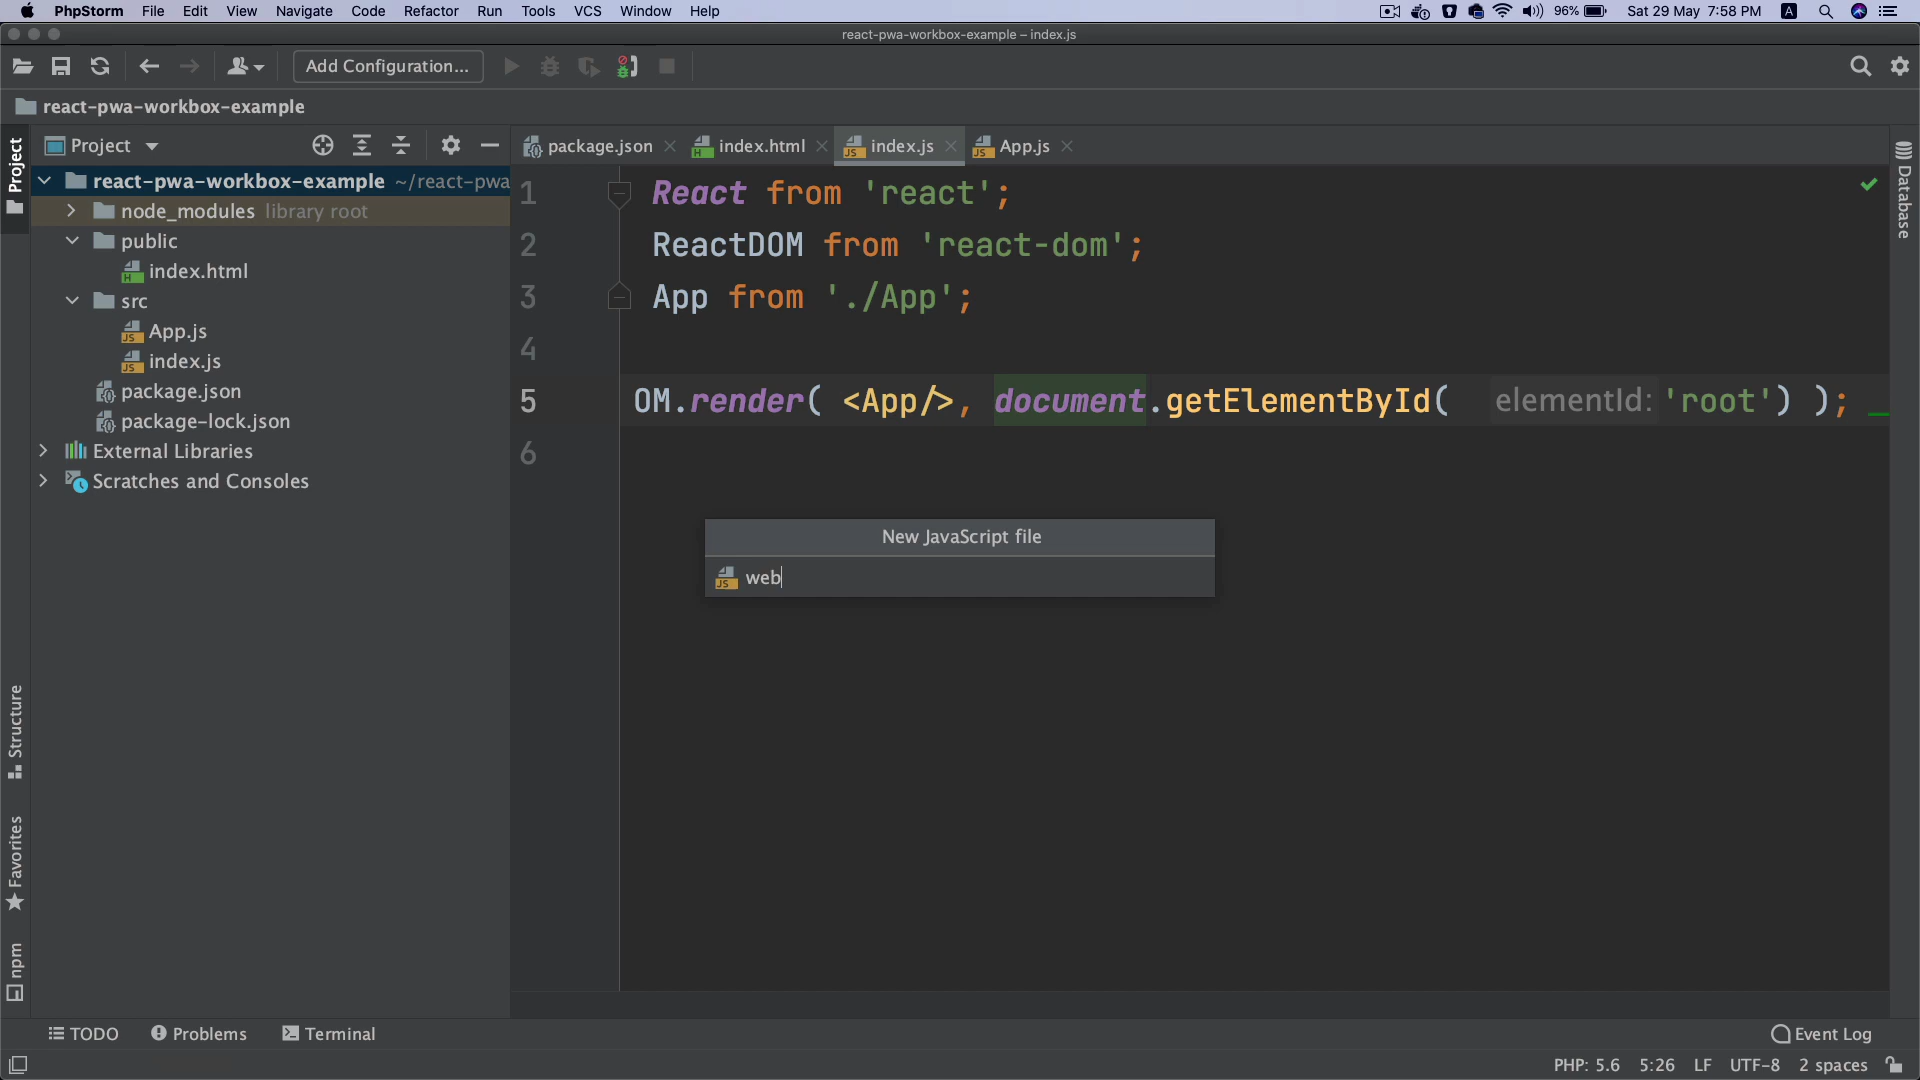 PhpStorm File Edit View Navigate Code Refactor Run Tools VCS Window Help 96% Sat 29 May 7:58 PM A
react-pwa-workbox-example – index.js
Add Configuration...
react-pwa-workbox-example
Project
Project
package.json
index.html
index.js
App.js
react-pwa-workbox-example ~/react-pwa
node_modules library root
public
index.html
src
App.js
index.js
package.json
package-lock.json
External Libraries
Scratches and Consoles
1 React from 'react';
2 ReactDOM from 'react-dom';
3 App from './App';
4
5 OM.render( <App/>, document.getElementById( elementId: 'root') );
6
New JavaScript file
web
Database
Structure
Favorites
npm
TODO Problems Terminal Event Log
PHP: 5.6 5:26 LF UTF-8 2 spaces